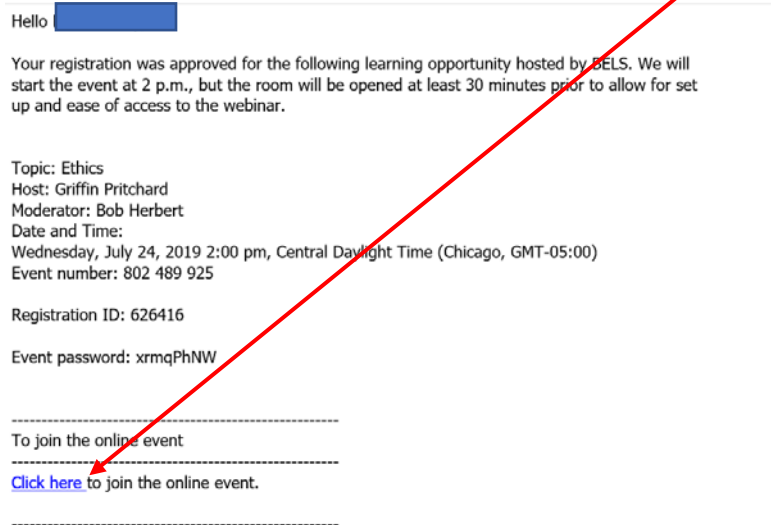 Hello
Your registration was approved for the following learning opportunity hosted by BELS. We will
start the event at 2 p.m., but the room will be opened at least 30 minutes prior to allow for set
up and ease of access to the webinar.
Topic: Ethics
Host: Griffin Pritchard
Moderator: Bob Herbert
Date and Time:
Wednesday, July 24, 2019 2:00 pm, Central Daylight Time (Chicago, GMT-05:00)
Event number: 802 489 925
Registration ID: 626416
Event password: xrmqPhNW
-------------------------------------------------------
To join the online event
-------------------------------------------------------
Click here to join the online event.
-------------------------------------------------------